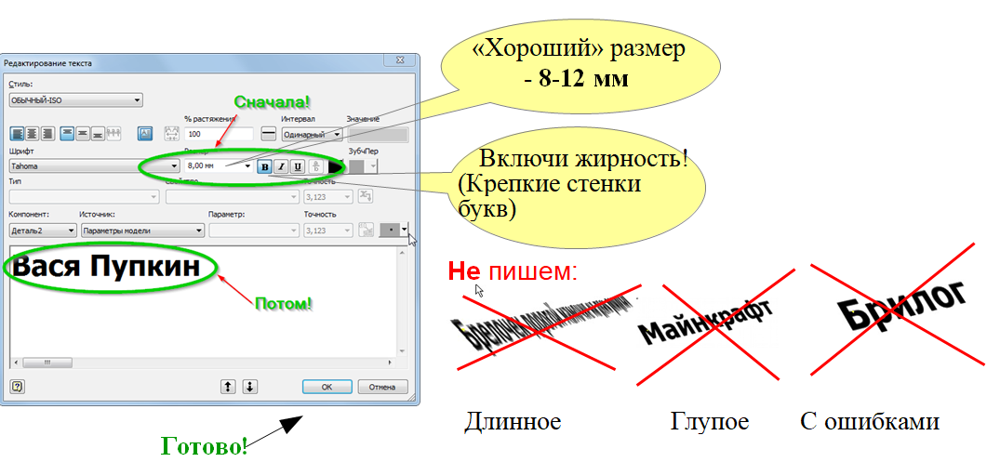 «Хороший» размер
- 8-12 мм
Редактирование текста
Стиль:
ОБЫЧНЫЙ-ISO
Сначала!
% растяжения
Интервал
Значение
100
Одинарный
Шрифт
Размер
ЗубчПер
Tahoma
8,00 мм
B I U
Включи жирность!
(Крепкие стенки
букв)
Тип
Точность
3,123
Компонент:
Источник:
Параметр:
Точность
Деталь2
Параметры модели
3,123
Вася Пупкин
Потом!
Не пишем:
Майнкрафт
Брилог
OK
Отмена
Готово!
Длинное
Глупое
С ошибками